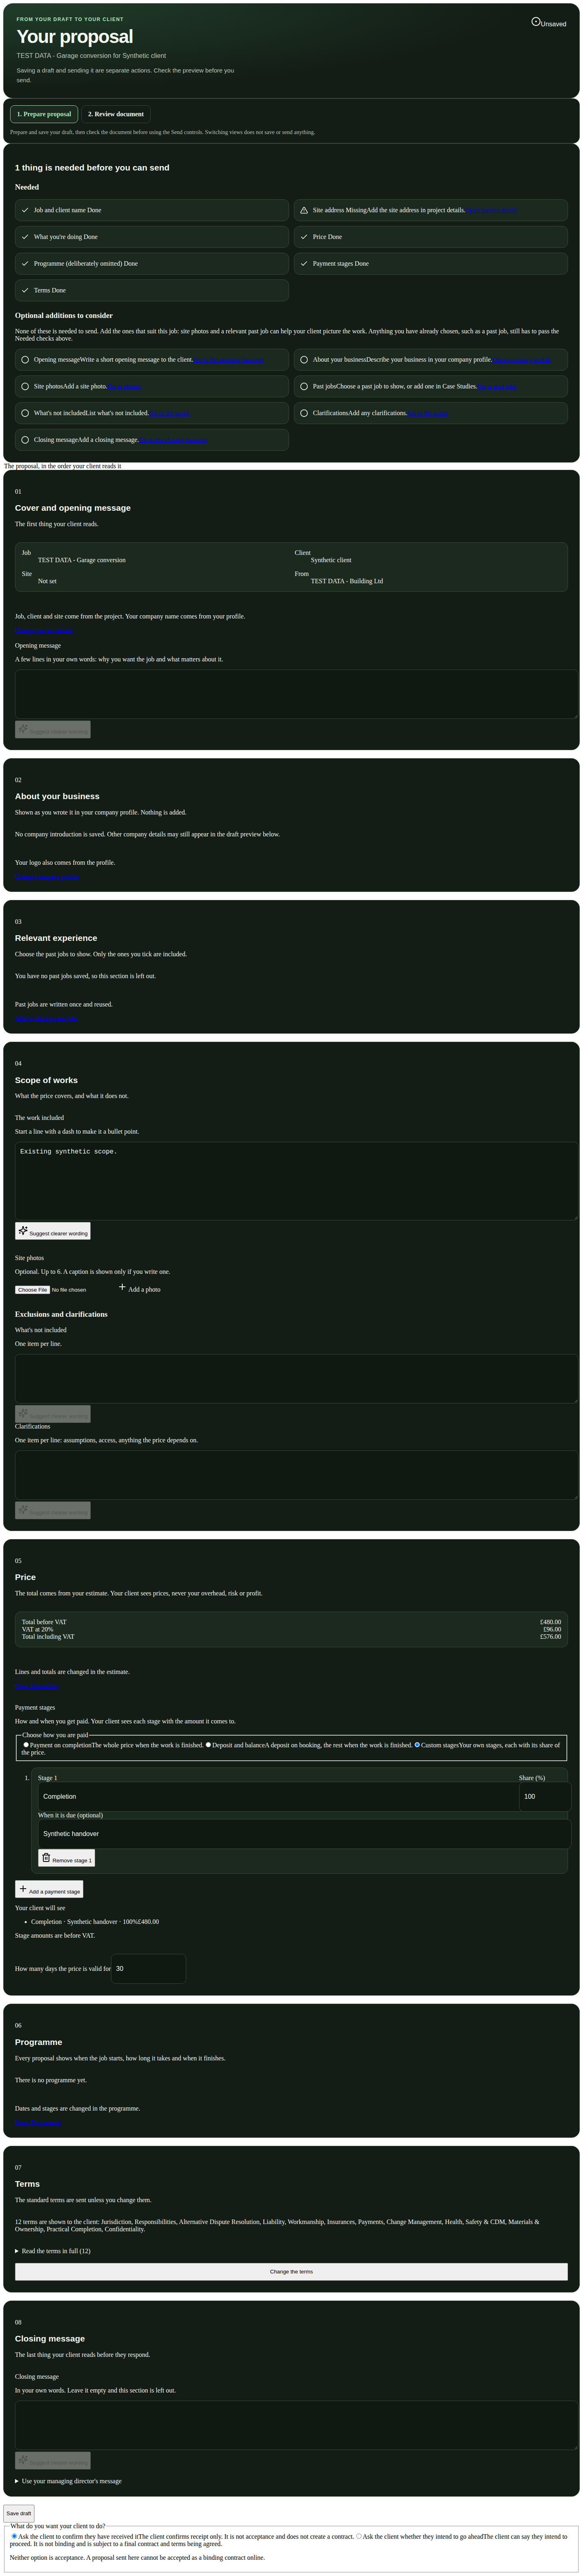 FROM YOUR DRAFT TO YOUR CLIENT
Your proposal
TEST DATA - Garage conversion for Synthetic client
Saving a draft and sending it are separate actions. Check the preview before you
send.
Unsaved
1. Prepare proposal
2. Review document
Prepare and save your draft, then check the document before using the Send controls. Switching views does not save or send anything.
1 thing is needed before you can send
Needed
Job and client name Done
Site address MissingAdd the site address in project details.
What you're doing Done
Price Done
Programme (deliberately omitted) Done
Payment stages Done
Terms Done
Optional additions to consider
None of these is needed to send. Add the ones that suit this job: site photos and a relevant past job can help your client picture the work. Anything you have already chosen, such as a past job, still has to pass the
Needed checks above.
Opening messageWrite a short opening message to the client.
About your businessDescribe your business in your company profile.
Site photosAdd a site photo.
Past jobsChoose a past job to show, or add one in Case Studies.
What's not includedList what's not included.
ClarificationsAdd any clarifications.
Closing messageAdd a closing message.
The proposal, in the order your client reads it
01
Cover and opening message
The first thing your client reads.
Job
TEST DATA - Garage conversion
Client
Synthetic client
Site
Not set
From
TEST DATA - Building Ltd
Job, client and site come from the project. Your company name comes from your profile.
Opening message
A few lines in your own words: why you want the job and what matters about it.
02
About your business
Shown as you wrote it in your company profile. Nothing is added.
No company introduction is saved. Other company details may still appear in the draft preview below.
Your logo also comes from the profile.
03
Relevant experience
Choose the past jobs to show. Only the ones you tick are included.
You have no past jobs saved, so this section is left out.
Past jobs are written once and reused.
04
Scope of works
What the price covers, and what it does not.
The work included
Start a line with a dash to make it a bullet point.
Existing synthetic scope.
Suggest clearer wording
Site photos
Optional. Up to 6. A caption is shown only if you write one.
Choose File No file chosen
Add a photo
Exclusions and clarifications
What's not included
One item per line.
Clarifications
One item per line: assumptions, access, anything the price depends on.
05
Price
The total comes from your estimate. Your client sees prices, never your overhead, risk or profit.
Total before VAT £480.00
VAT at 20% £96.00
Total including VAT £576.00
Lines and totals are changed in the estimate.
Payment stages
How and when you get paid. Your client sees each stage with the amount it comes to.
Choose how you are paid
Payment on completionThe whole price when the work is finished. Deposit and balanceA deposit on booking, the rest when the work is finished. Custom stagesYour own stages, each with its share of
the price.
1. Stage 1
Share (%)
Completion
100
When it is due (optional)
Synthetic handover
Remove stage 1
Add a payment stage
Your client will see
Completion · Synthetic handover · 100%£480.00
Stage amounts are before VAT.
How many days the price is valid for 30
06
Programme
Every proposal shows when the job starts, how long it takes and when it finishes.
There is no programme yet.
Dates and stages are changed in the programme.
07
Terms
The standard terms are sent unless you change them.
12 terms are shown to the client: Jurisdiction, Responsibilities, Alternative Dispute Resolution, Liability, Workmanship, Insurances, Payments, Change Management, Health, Safety & CDM, Materials &
Ownership, Practical Completion, Confidentiality.
Read the terms in full (12)
Change the terms
08
Closing message
The last thing your client reads before they respond.
Closing message
In your own words. Leave it empty and this section is left out.
Use your managing director's message
Save draft
What do you want your client to do?
Ask the client to confirm they have received itThe client confirms receipt only. It is not acceptance and does not create a contract. Ask the client whether they intend to go aheadThe client can say they intend to
proceed. It is not binding and is subject to a final contract and terms being agreed.
Neither option is acceptance. A proposal sent here cannot be accepted as a binding contract online.